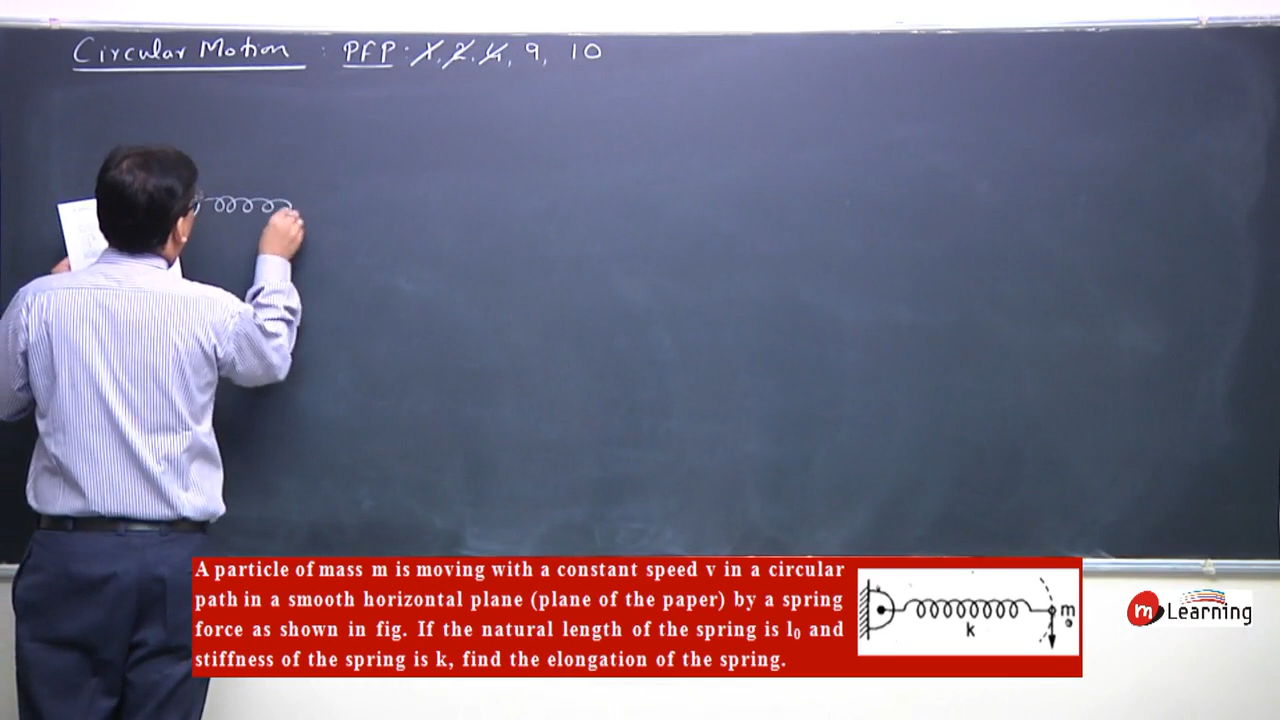 Circular Motion : PFP : 1, 2, 4, 9, 10
A particle of mass m is moving with a constant speed v in a circular
path in a smooth horizontal plane (plane of the paper) by a spring
force as shown in fig. If the natural length of the spring is l₀ and
stiffness of the spring is k, find the elongation of the spring.
k
m
m Learning